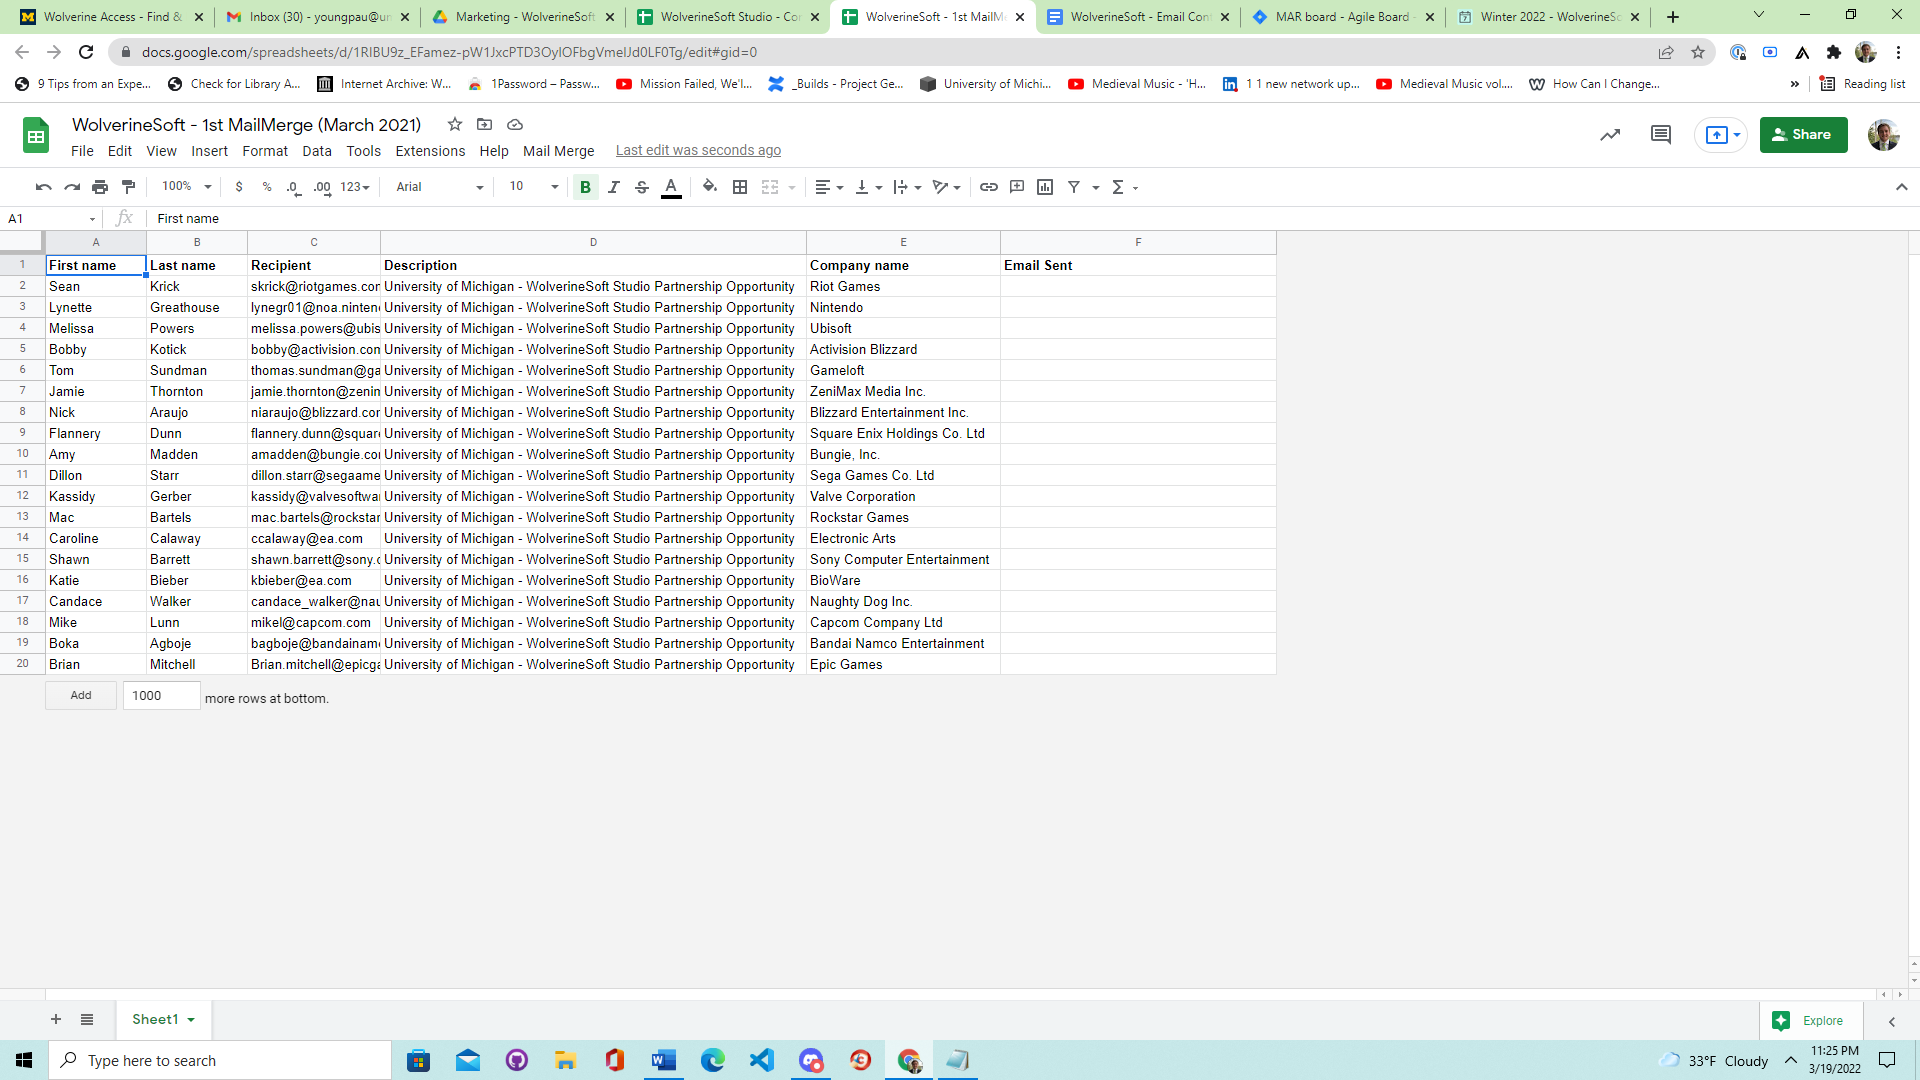 Wolverine Access - Find &
Inbox (30) - youngpau@u
Marketing - WolverineSoft
WolverineSoft Studio - Co
WolverineSoft - 1st MailM
WolverineSoft - Email Con
MAR board - Agile Board
Winter 2022 - WolverineS
docs.google.com/spreadsheets/d/
/edit#gid=0
9 Tips from an Expe...
Check for Library A...
Internet Archive: W...
1Password – Passw...
Mission Failed, We'l...
_Builds - Project Ge...
University of Michi...
Medieval Music - 'H...
1 1 new network up...
Medieval Music vol....
How Can I Change...
»
Reading list
WolverineSoft - 1st MailMerge (March 2021)
File Edit View Insert Format Data Tools Extensions Help Mail Merge Last edit was seconds ago
Share
100% $ % .0 .00 123 Arial 10 B I S A Σ
A1 fx First name
A B C D E F
1 First name Last name Recipient Description Company name Email Sent
2 Sean Krick skrick@riotgames.cor University of Michigan - WolverineSoft Studio Partnership Opportunity Riot Games
3 Lynette Greathouse lynegr01@noa.ninten University of Michigan - WolverineSoft Studio Partnership Opportunity Nintendo
4 Melissa Powers melissa.powers@ubis University of Michigan - WolverineSoft Studio Partnership Opportunity Ubisoft
5 Bobby Kotick bobby@activision.com University of Michigan - WolverineSoft Studio Partnership Opportunity Activision Blizzard
6 Tom Sundman thomas.sundman@ga University of Michigan - WolverineSoft Studio Partnership Opportunity Gameloft
7 Jamie Thornton jamie.thornton@zenin University of Michigan - WolverineSoft Studio Partnership Opportunity ZeniMax Media Inc.
8 Nick Araujo niaraujo@blizzard.cor University of Michigan - WolverineSoft Studio Partnership Opportunity Blizzard Entertainment Inc.
9 Flannery Dunn flannery.dunn@square University of Michigan - WolverineSoft Studio Partnership Opportunity Square Enix Holdings Co. Ltd
10 Amy Madden amadden@bungie.co University of Michigan - WolverineSoft Studio Partnership Opportunity Bungie, Inc.
11 Dillon Starr dillon.starr@segaame University of Michigan - WolverineSoft Studio Partnership Opportunity Sega Games Co. Ltd
12 Kassidy Gerber kassidy@valvesoftwa University of Michigan - WolverineSoft Studio Partnership Opportunity Valve Corporation
13 Mac Bartels mac.bartels@rockstar University of Michigan - WolverineSoft Studio Partnership Opportunity Rockstar Games
14 Caroline Calaway ccalaway@ea.com University of Michigan - WolverineSoft Studio Partnership Opportunity Electronic Arts
15 Shawn Barrett shawn.barrett@sony.c University of Michigan - WolverineSoft Studio Partnership Opportunity Sony Computer Entertainment
16 Katie Bieber kbieber@ea.com University of Michigan - WolverineSoft Studio Partnership Opportunity BioWare
17 Candace Walker candace_walker@nau University of Michigan - WolverineSoft Studio Partnership Opportunity Naughty Dog Inc.
18 Mike Lunn mikel@capcom.com University of Michigan - WolverineSoft Studio Partnership Opportunity Capcom Company Ltd
19 Boka Agboje bagboje@bandainam University of Michigan - WolverineSoft Studio Partnership Opportunity Bandai Namco Entertainment
20 Brian Mitchell Brian.mitchell@epicga University of Michigan - WolverineSoft Studio Partnership Opportunity Epic Games
Add 1000 more rows at bottom.
Sheet1
Explore
Type here to search
33°F Cloudy
11:25 PM
3/19/2022